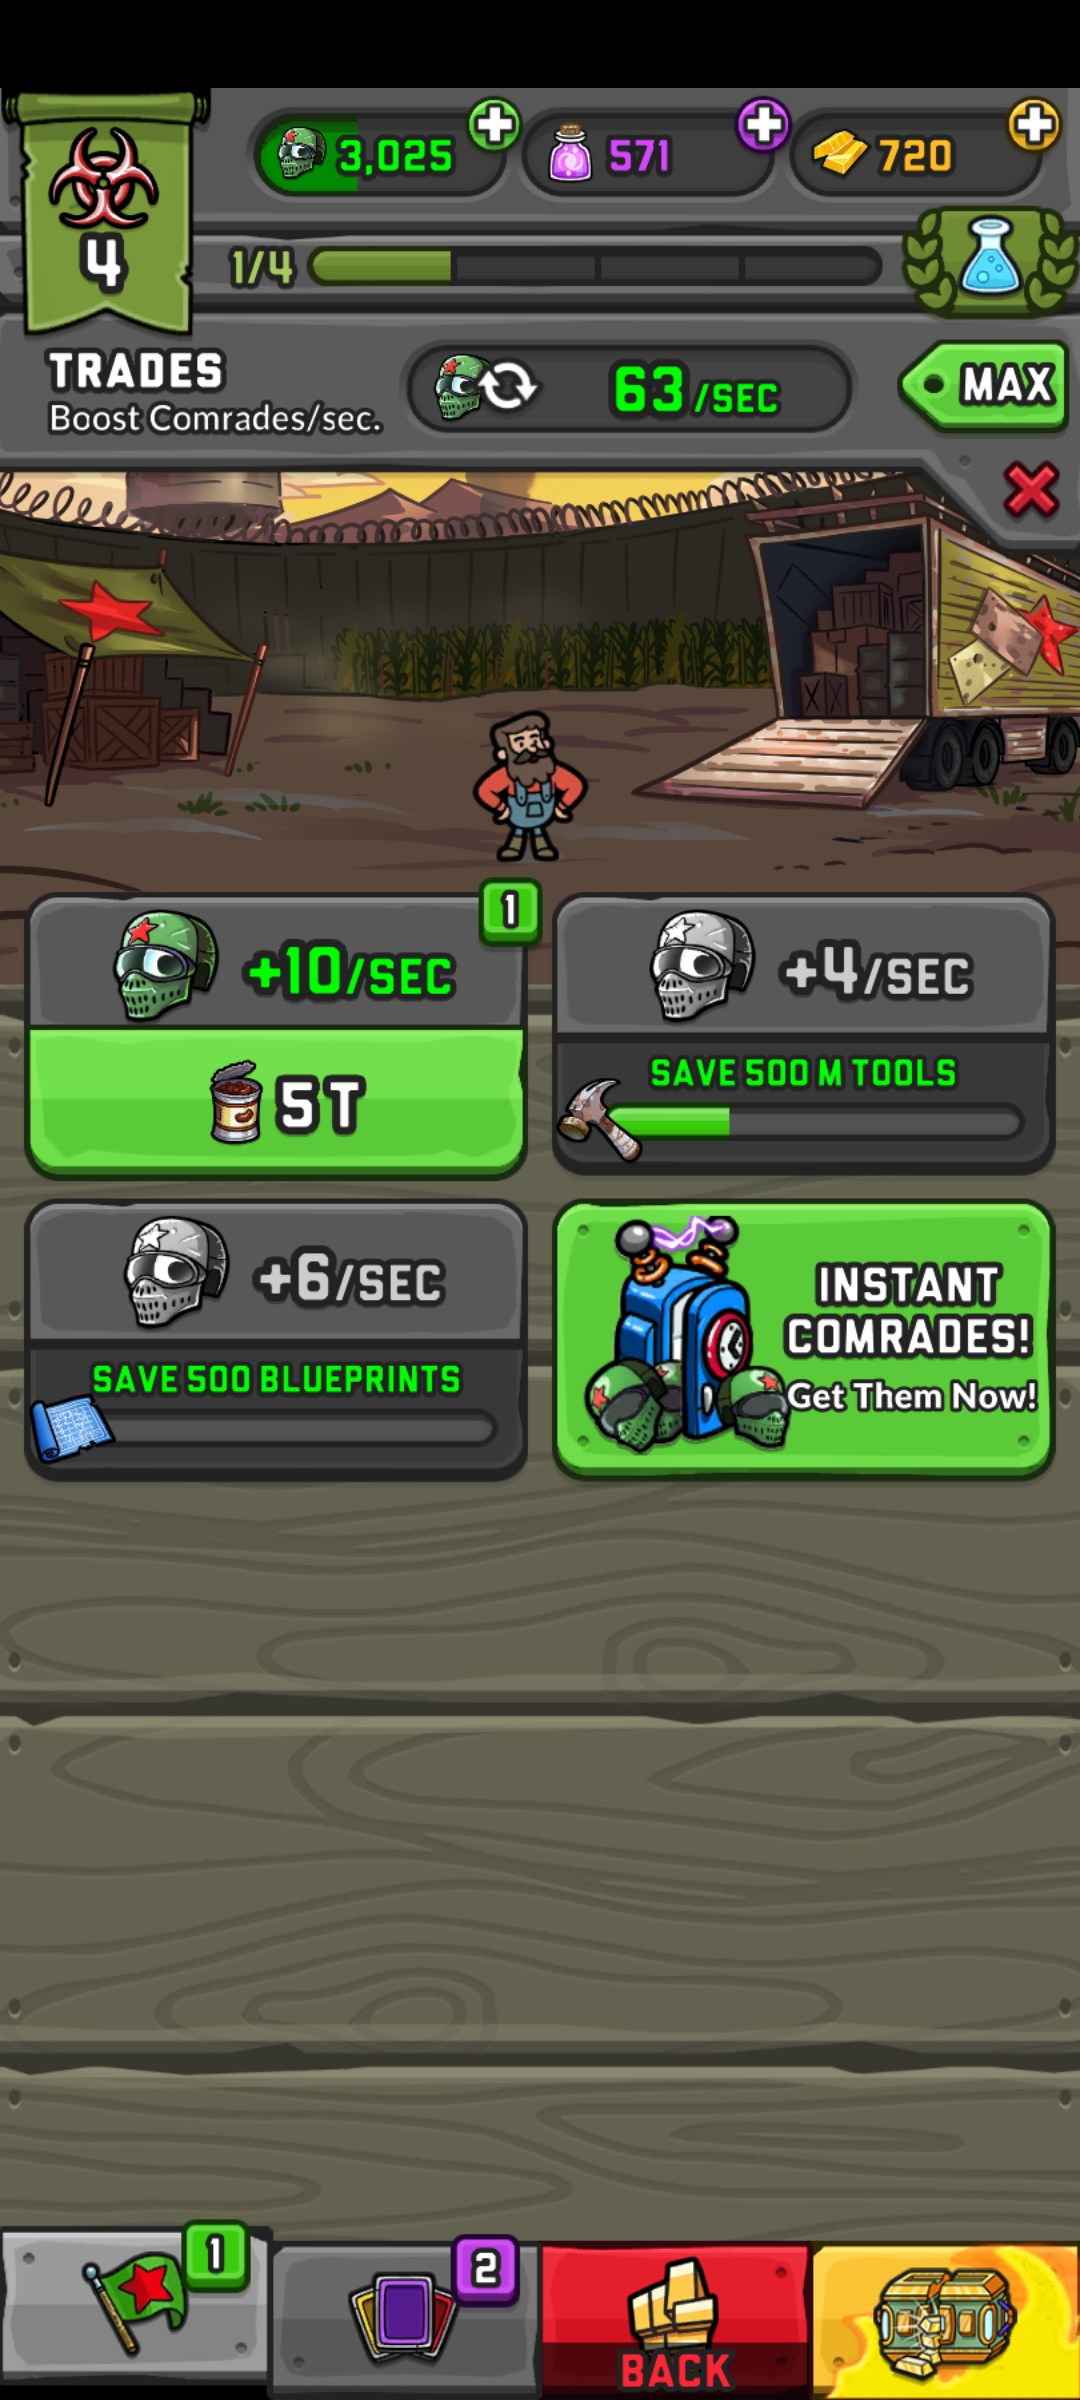 3,025
571
720
4
1/4
TRADES
Boost Comrades/sec.
63/SEC
MAX
1
+10/SEC
5T
+4/SEC
SAVE 500 M TOOLS
+6/SEC
SAVE 500 BLUEPRINTS
INSTANT
COMRADES!
Get Them Now!
1
2
BACK